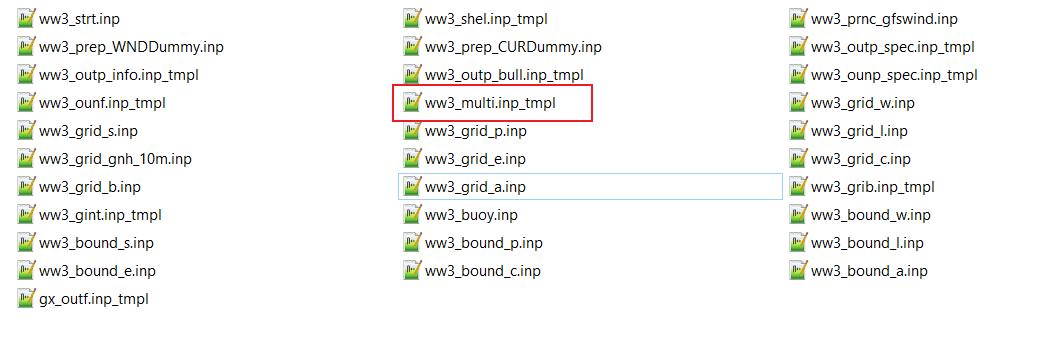 ww3_strt.inp
ww3_shel.inp_tmpl
ww3_prnc_gfswind.inp
ww3_prep_WNDDummy.inp
ww3_prep_CURDummy.inp
ww3_outp_spec.inp_tmpl
ww3_outp_info.inp_tmpl
ww3_outp_bull.inp_tmpl
ww3_ounp_spec.inp_tmpl
ww3_ounf.inp_tmpl
ww3_multi.inp_tmpl
ww3_grid_w.inp
ww3_grid_s.inp
ww3_grid_p.inp
ww3_grid_l.inp
ww3_grid_gnh_10m.inp
ww3_grid_e.inp
ww3_grid_c.inp
ww3_grid_b.inp
ww3_grid_a.inp
ww3_grib.inp_tmpl
ww3_gint.inp_tmpl
ww3_buoy.inp
ww3_bound_w.inp
ww3_bound_s.inp
ww3_bound_p.inp
ww3_bound_l.inp
ww3_bound_e.inp
ww3_bound_c.inp
ww3_bound_a.inp
gx_outf.inp_tmpl